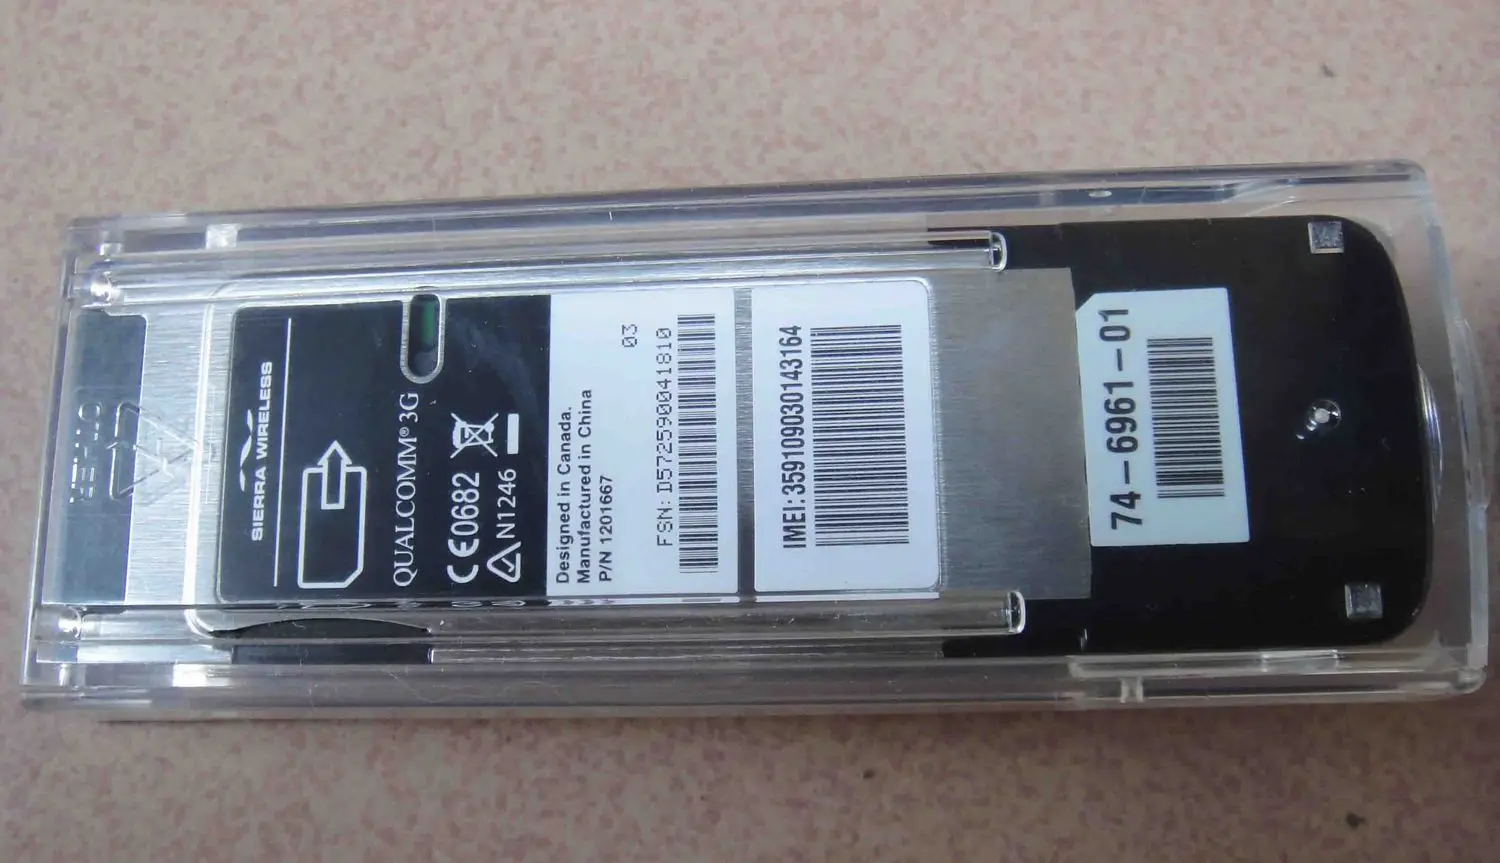 OTHER
SIERRA WIRELESS
QUALCOMM® 3G
CE0682
N1246
Designed in Canada.
Manufactured in China
P/N 1201667
03
FSN: D572590041810
IMEI:359109030143164
74-6961-01